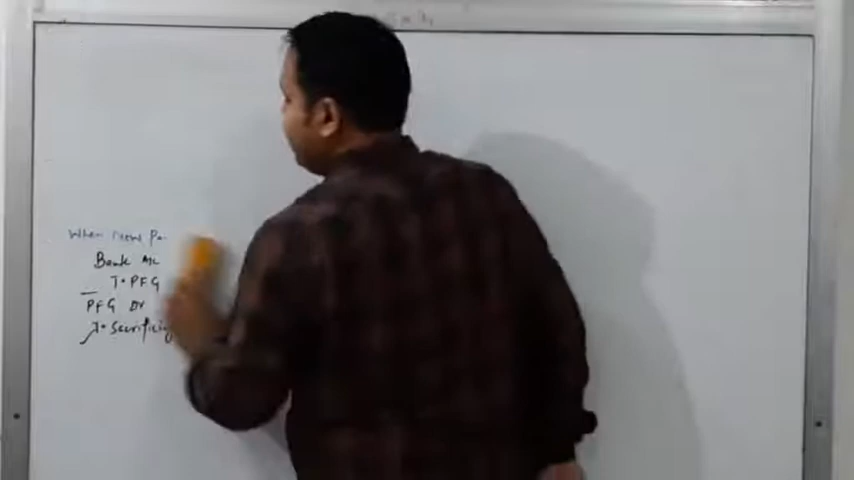 When new Pa
Bank A/c
To PFG
PFG Dr
To Sacrificing